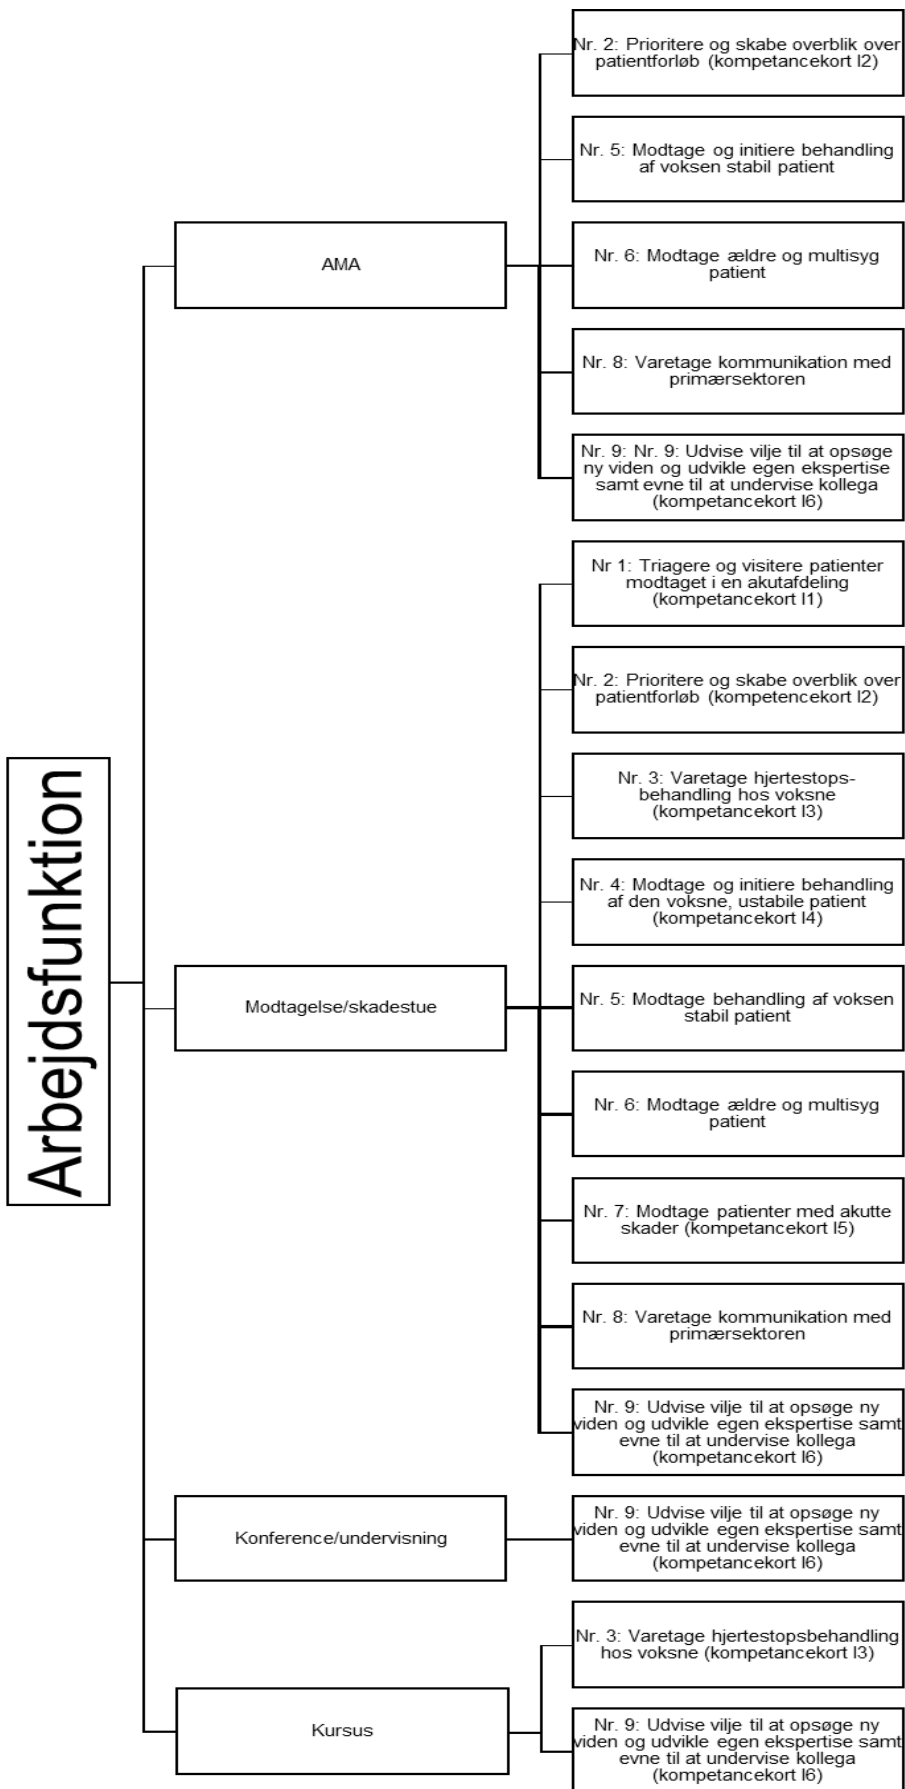 Arbejdsfunktion
AMA
Nr. 2: Prioritere og skabe overblik over
patientforløb (kompetancekort I2)
Nr. 5: Modtage og initiere behandling
af voksen stabil patient
Nr. 6: Modtage ældre og multisyg
patient
Nr. 8: Varetage kommunikation med
primærsektoren
Nr. 9: Nr. 9: Udvise vilje til at opsøge
ny viden og udvikle egen ekspertise
samt evne til at undervise kollega
(kompetancekort I6)
Modtagelse/skadestue
Nr 1: Triagere og visitere patienter
modtaget i en akutafdeling
(kompetancekort I1)
Nr. 2: Prioritere og skabe overblik over
patientforløb (kompetencekort I2)
Nr. 3: Varetage hjertestops-
behandling hos voksne
(kompetancekort I3)
Nr. 4: Modtage og initiere behandling
af den voksne, ustabile patient
(kompetancekort I4)
Nr. 5: Modtage behandling af voksen
stabil patient
Nr. 6: Modtage ældre og multisyg
patient
Nr. 7: Modtage patienter med akutte
skader (kompetancekort I5)
Nr. 8: Varetage kommunikation med
primærsektoren
Nr. 9: Udvise vilje til at opsøge ny
viden og udvikle egen ekspertise samt
evne til at undervise kollega
(kompetancekort I6)
Konference/undervisning
Nr. 9: Udvise vilje til at opsøge ny
viden og udvikle egen ekspertise samt
evne til at undervise kollega
(kompetancekort I6)
Kursus
Nr. 3: Varetage hjertestopsbehandling
hos voksne (kompetancekort I3)
Nr. 9: Udvise vilje til at opsøge ny
viden og udvikle egen ekspertise samt
evne til at undervise kollega
(kompetancekort I6)